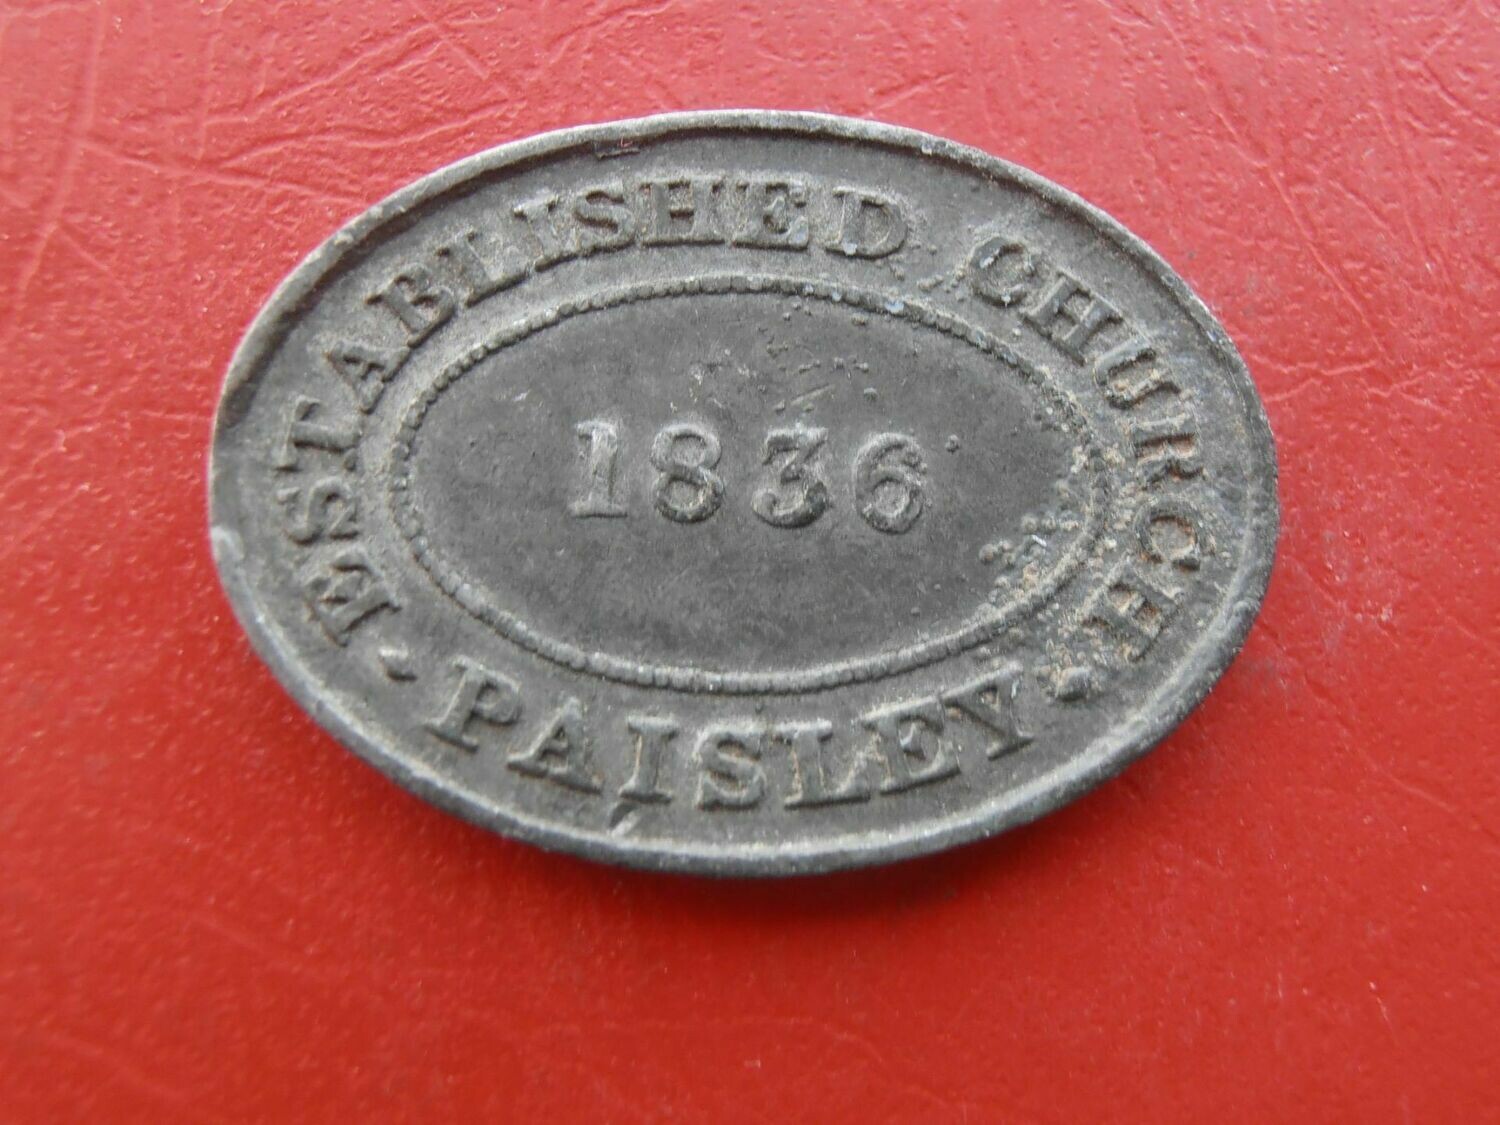 ESTABLISHED CHURCH
1836
· PAISLEY ·